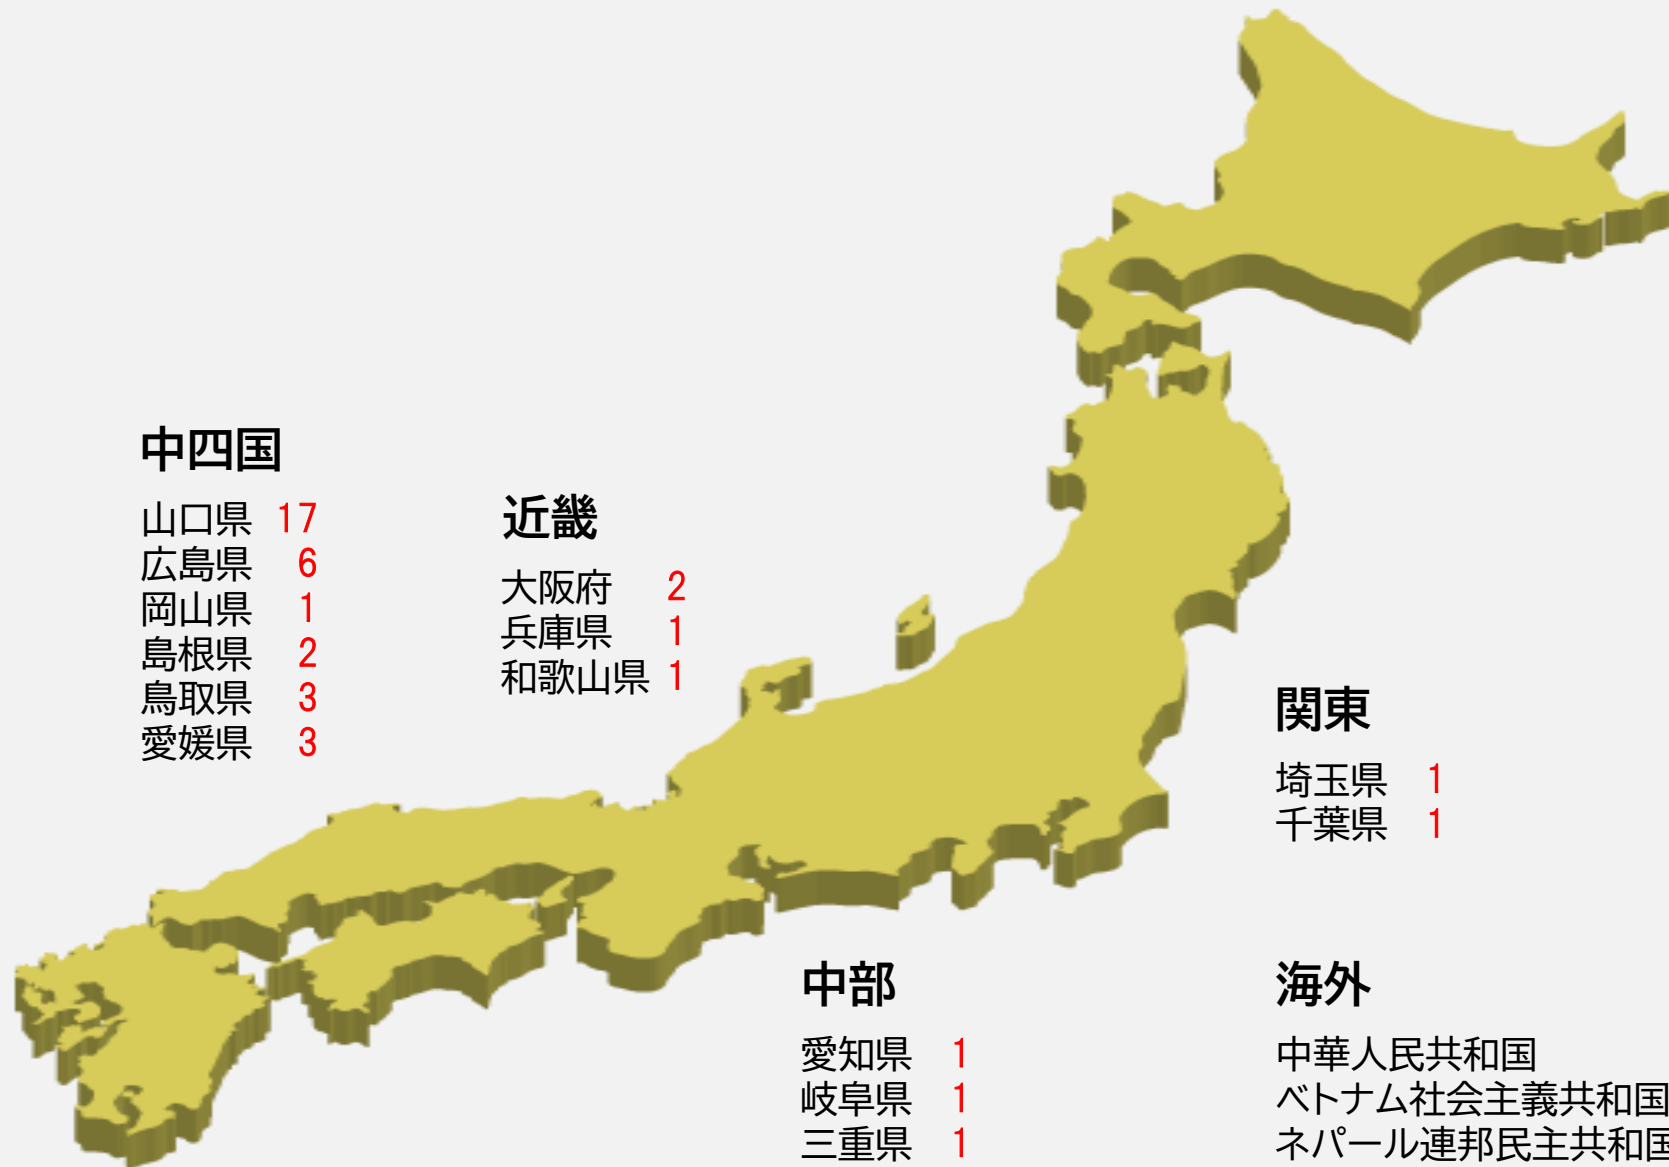 中四国
山口県 17
広島県 6
岡山県 1
島根県 2
鳥取県 3
愛媛県 3
近畿
大阪府 2
兵庫県 1
和歌山県 1
関東
埼玉県 1
千葉県 1
中部
愛知県 1
岐阜県 1
三重県 1
海外
中華人民共和国
ベトナム社会主義共和国
ネパール連邦民主共和国